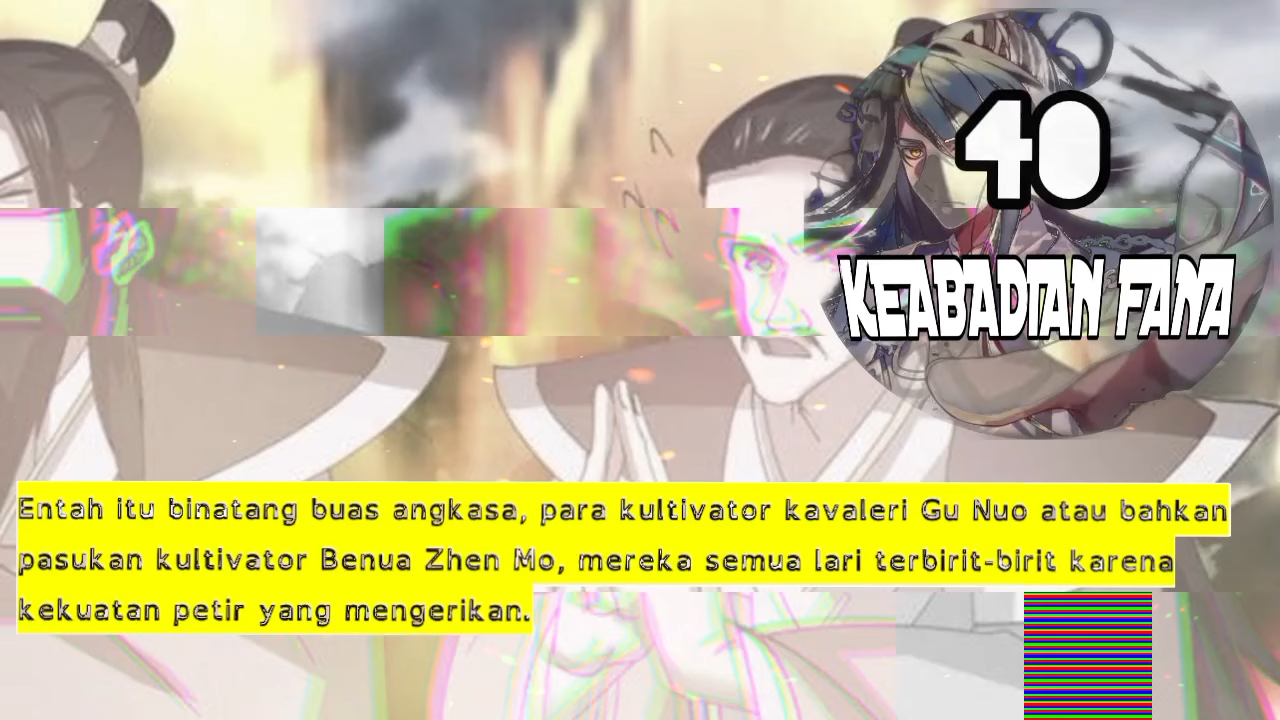 40
KEABADIAN FANA
Entah itu binatang buas angkasa, para kultivator kavaleri Gu Nuo atau bahkan
pasukan kultivator Benua Zhen Mo, mereka semua lari terbirit-birit karena
kekuatan petir yang mengerikan.